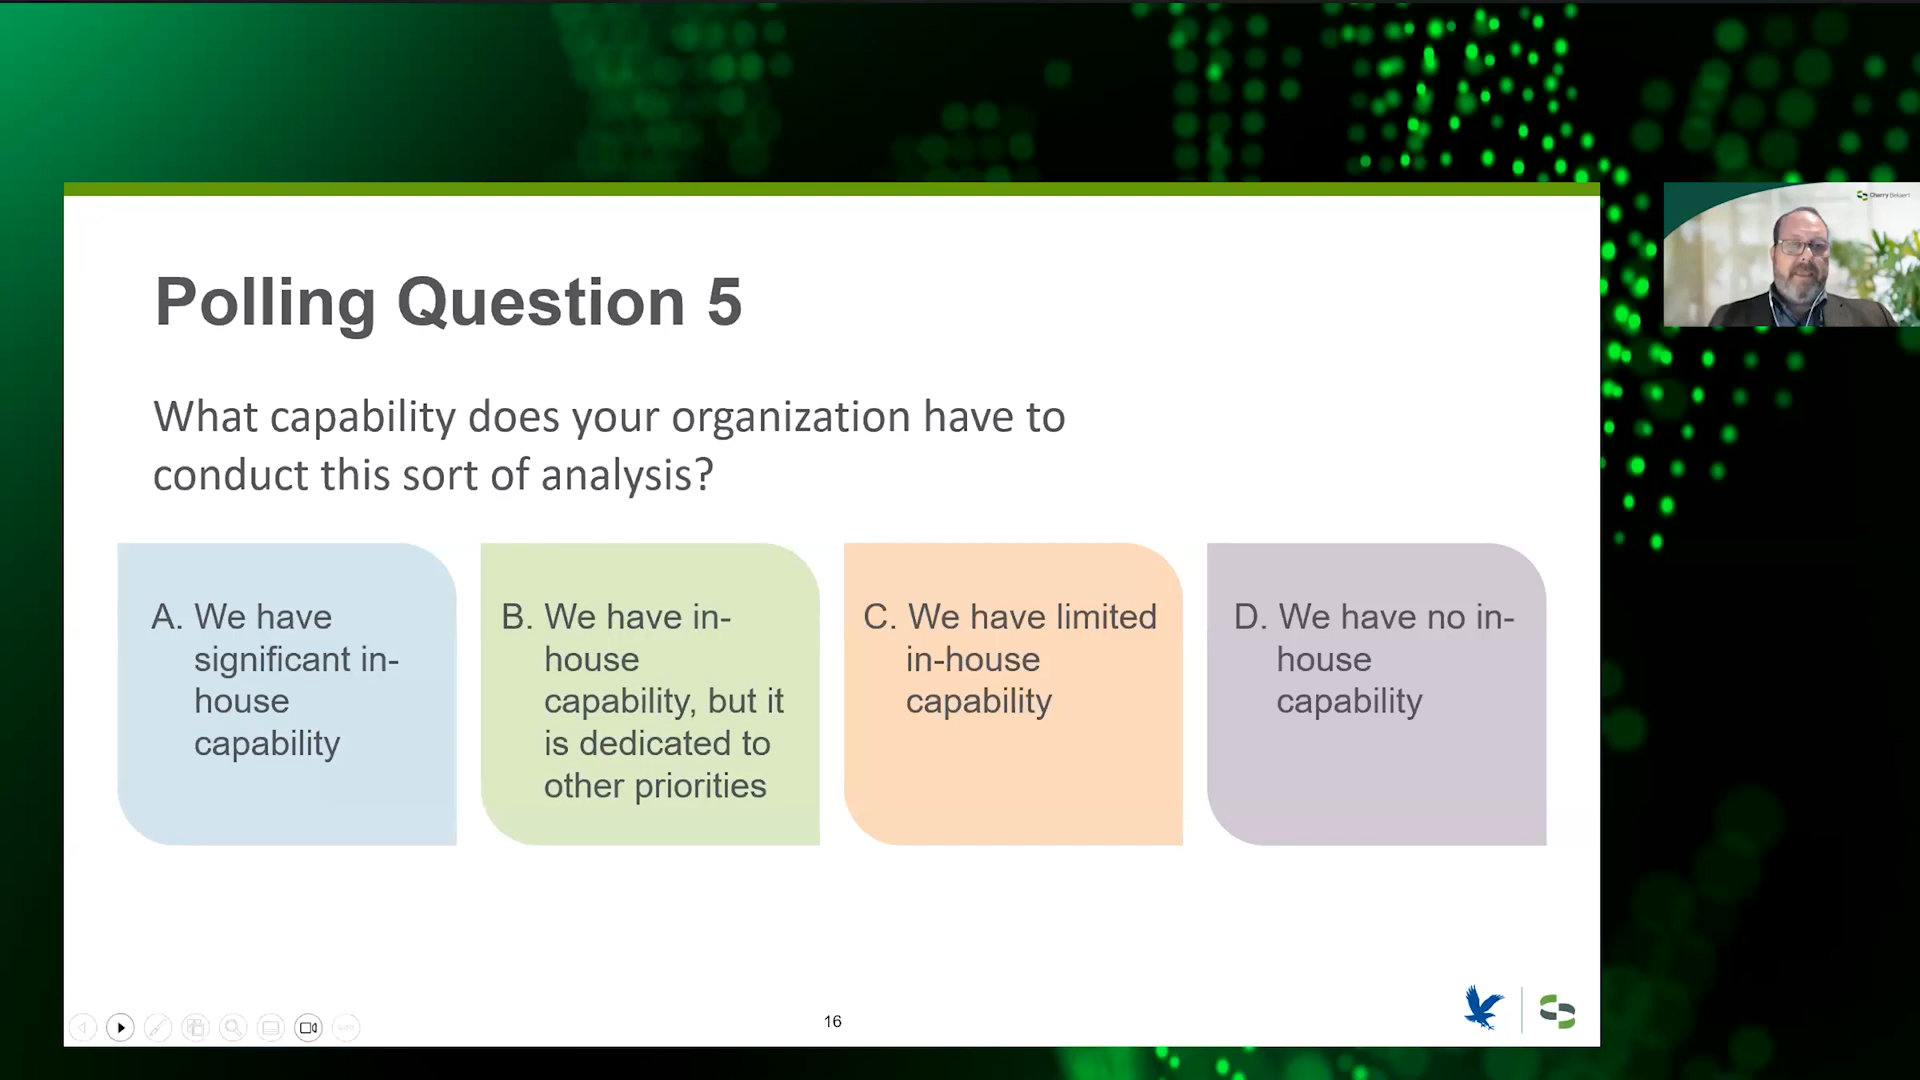 Cherry Bekaert
Polling Question 5
What capability does your organization have to
conduct this sort of analysis?
A. We have
significant in-
house
capability
B. We have in-
house
capability, but it
is dedicated to
other priorities
C. We have limited
in-house
capability
D. We have no in-
house
capability
16